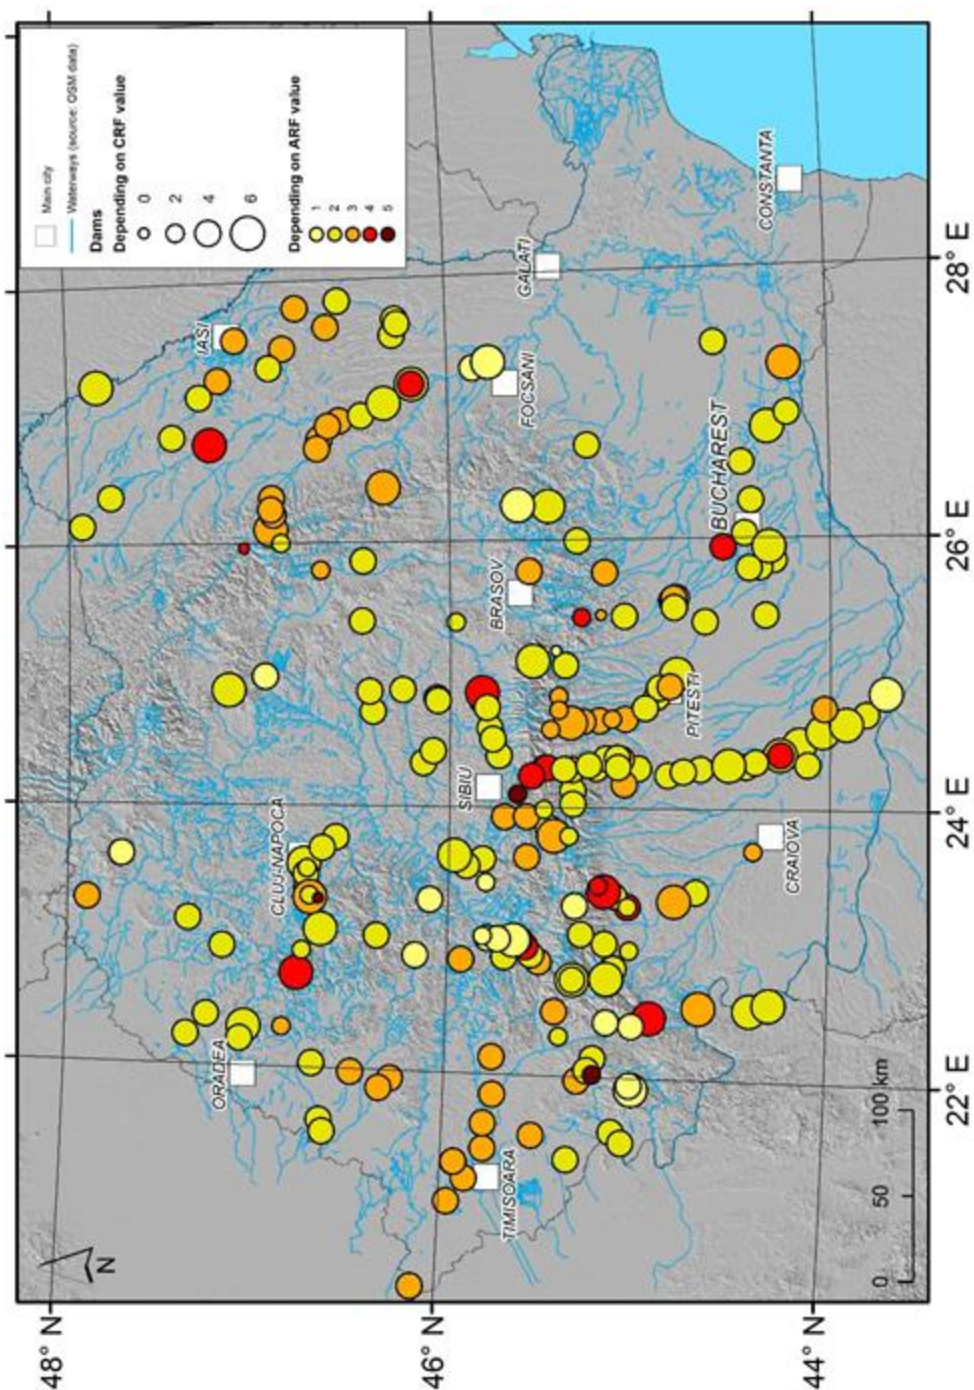 Main city
Waterways (source: OSM data)
Dams
Depending on CRF value
0
2
4
6
Depending on ARF value
1
2
3
4
5
N
48° N
46° N
44° N
22° E
24° E
26° E
28° E
IASI
ORADEA
CLUJ-NAPOCA
TIMISOARA
SIBIU
BRASOV
FOCSANI
GALATI
PITESTI
CRAIOVA
BUCHAREST
CONSTANTA
0 50 100 km